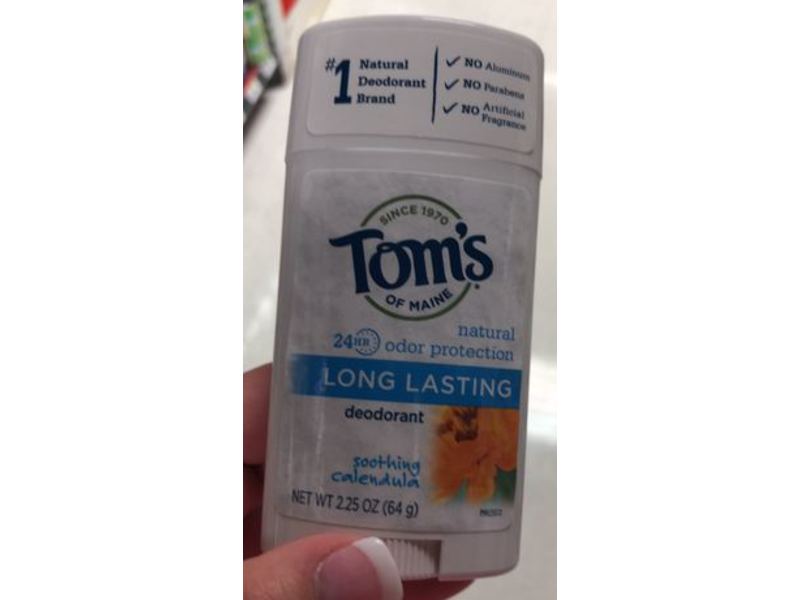 #1 Natural
Deodorant
Brand
✓ NO Aluminum
✓ NO Parabens
✓ NO Artificial
Fragrance
SINCE 1970
Tom's
OF MAINE
natural
24HR odor protection
LONG LASTING
deodorant
soothing
calendula
NET WT 2.25 OZ (64 g)